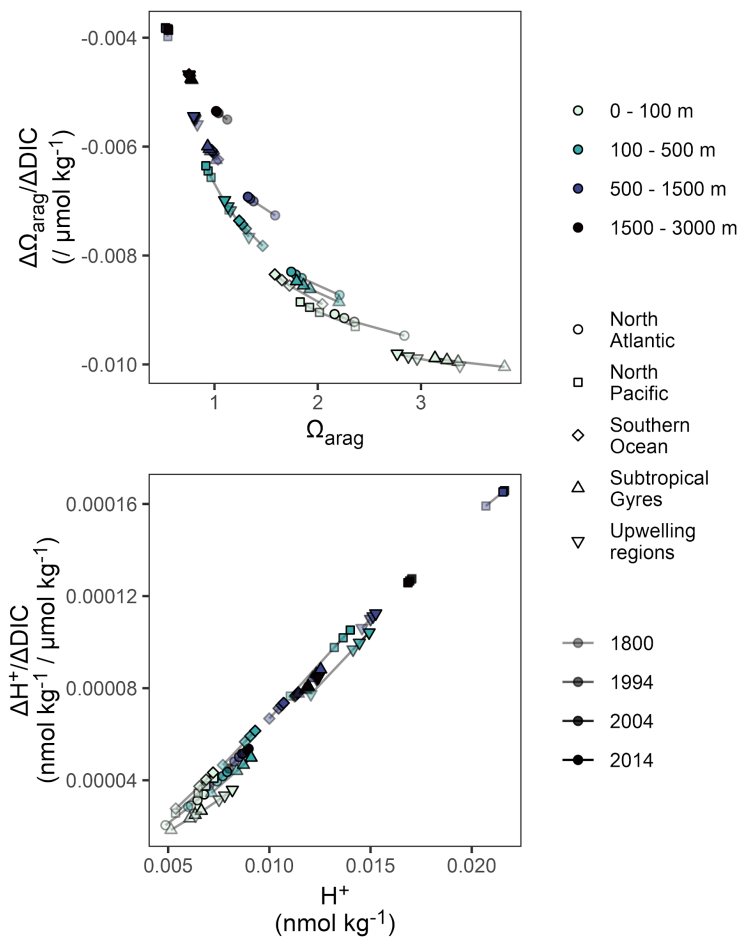 -0.004
-0.006
-0.008
-0.010
ΔΩarag/ΔDIC
(/ μmol kg⁻¹)
1
2
3
Ωarag
0 - 100 m
100 - 500 m
500 - 1500 m
1500 - 3000 m
North
Atlantic
North
Pacific
Southern
Ocean
Subtropical
Gyres
Upwelling
regions
1800
1994
2004
2014
0.00016
0.00012
0.00008
0.00004
ΔH⁺/ΔDIC
(nmol kg⁻¹ / μmol kg⁻¹)
0.005
0.010
0.015
0.020
H⁺
(nmol kg⁻¹)